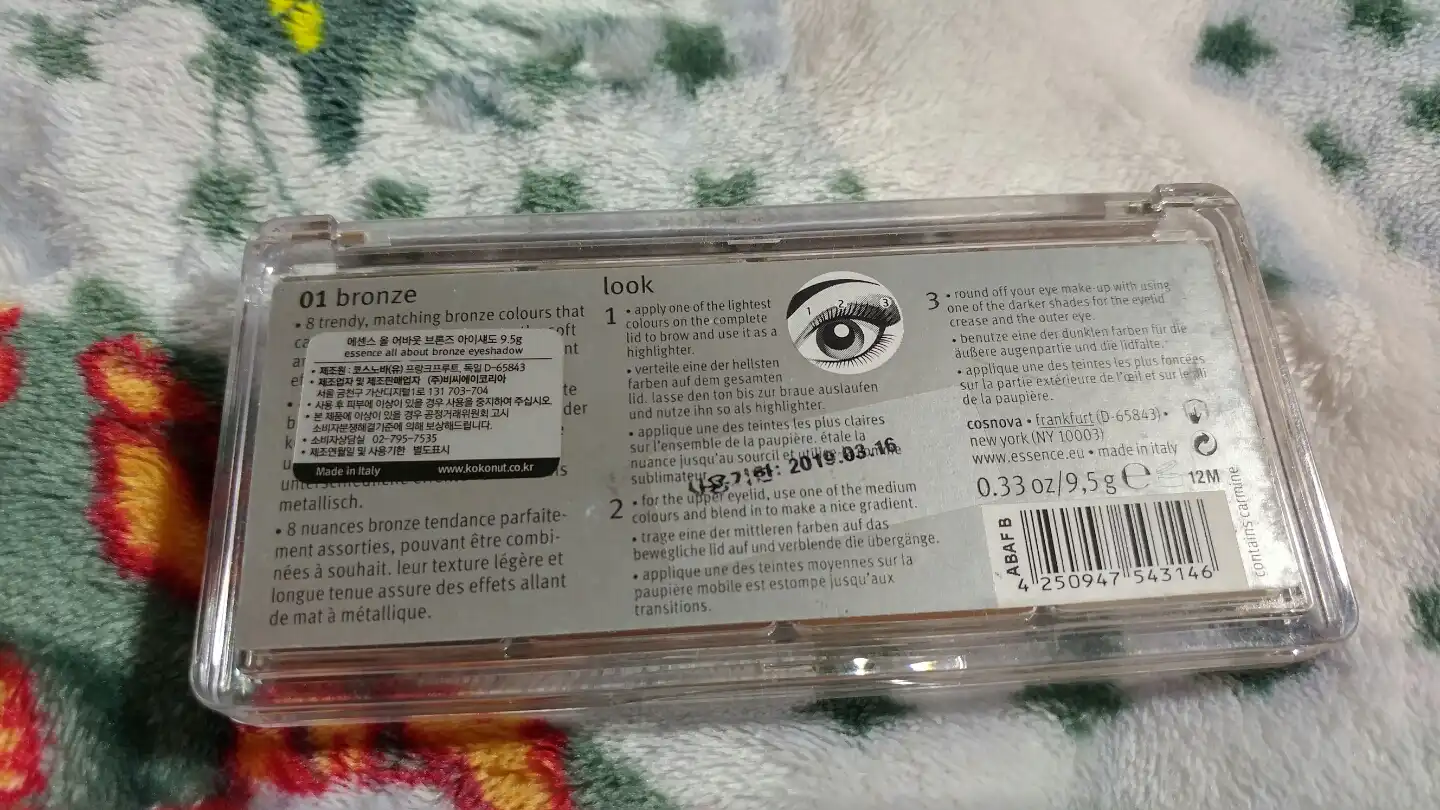 01 bronze
• 8 trendy, matching bronze colours that
에센스 올 어바웃 브론즈 아이섀도 9.5g
essence all about bronze eyeshadow
• 제조원 : 코스노바(유) 프랑크프루트, 독일 D-65843
• 제조업자 및 제조판매업자 (주)비씨에이코리아
서울 금천구 가산디지털1로 131 703-704
• 사용 후 피부에 이상이 있을 경우 사용을 중지하여 주십시오.
• 본 제품에 이상이 있을 경우 공정거래위원회 고시
소비자분쟁해결기준에 의해 보상해드립니다.
• 소비자상담실 02-795-7535
• 제조연월일 및 사용기한 별도표시
Made in Italy www.kokonut.co.kr
metallisch.
• 8 nuances bronze tendance parfaite-
ment assorties, pouvant être combi-
nées à souhait. leur texture légère et
longue tenue assure des effets allant
de mat à métallique.
look
1 • apply one of the lightest
colours on the complete
lid to brow and use it as a
highlighter.
• verteile eine der hellsten
farben auf dem gesamten
lid. lasse den ton bis zur braue auslaufen
und nutze ihn so als highlighter.
• applique une des teintes les plus claires
sur l'ensemble de la paupière. étale la
nuance jusqu'au sourcil et
sublimateur
사용기한: 2019.03.16
2 • for the upper eyelid, use one of the medium
colours and blend in to make a nice gradient.
• trage eine der mittleren farben auf das
bewegliche lid auf und verblende die übergänge.
• applique une des teintes moyennes sur la
paupière mobile est estompe jusqu'aux
transitions.
1 2 3
3 • round off your eye make-up with using
one of the darker shades for the eyelid
crease and the outer eye.
• benutze eine der dunklen farben für die
äußere augenpartie und die lidfalte.
• applique une des teintes les plus foncées
sur la partie extérieure de l'œil et sur le pli
de la paupière.
cosnova • frankfurt (D-65843) •
new york (NY 10003)
www.essence.eu • made in italy
0.33 oz/9,5 g e 12M
contains carmine
ABAF B
4 250947 543146